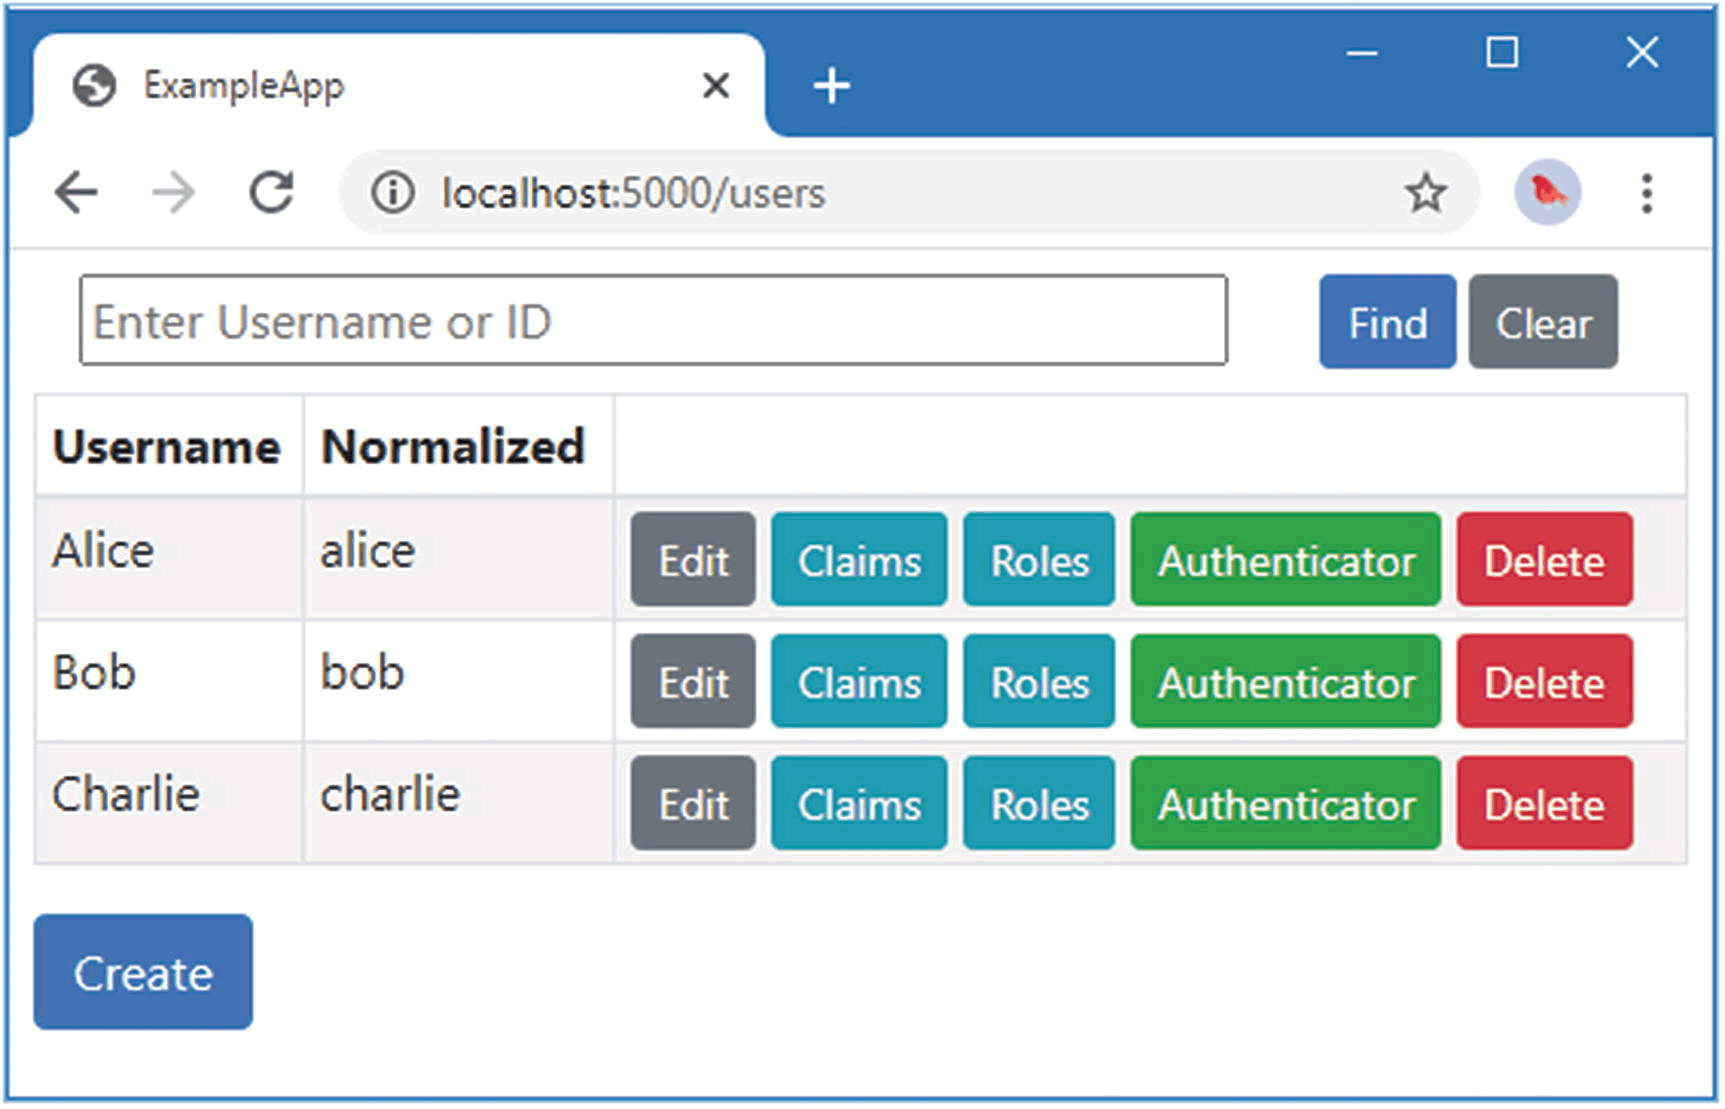 ExampleApp
localhost:5000/users
Enter Username or ID Find Clear
Username Normalized
Alice alice Edit Claims Roles Authenticator Delete
Bob bob Edit Claims Roles Authenticator Delete
Charlie charlie Edit Claims Roles Authenticator Delete
Create